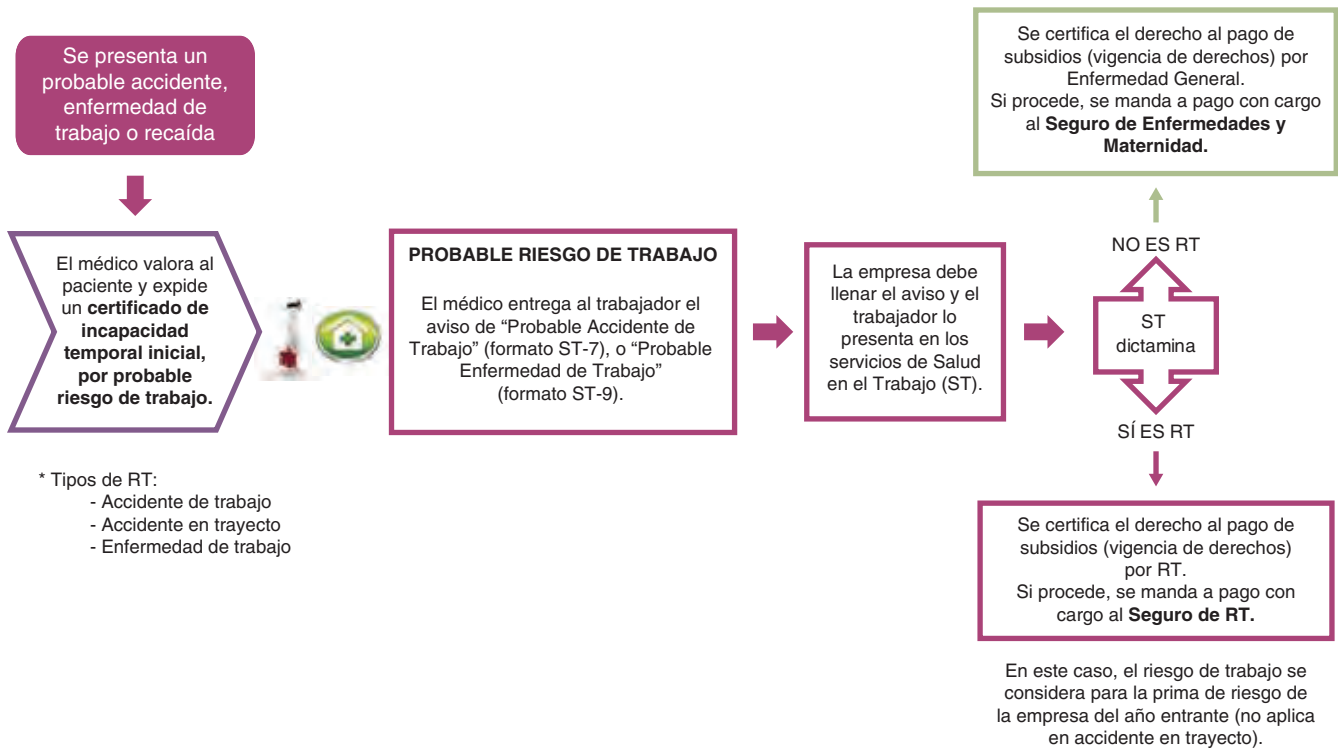 Se presenta un
probable accidente,
enfermedad de
trabajo o recaída
El médico valora al
paciente y expide
un certificado de
incapacidad
temporal inicial,
por probable
riesgo de trabajo.
* Tipos de RT:
- Accidente de trabajo
- Accidente en trayecto
- Enfermedad de trabajo
PROBABLE RIESGO DE TRABAJO
El médico entrega al trabajador el
aviso de “Probable Accidente de
Trabajo” (formato ST-7), o “Probable
Enfermedad de Trabajo”
(formato ST-9).
La empresa debe
llenar el aviso y el
trabajador lo
presenta en los
servicios de Salud
en el Trabajo (ST).
ST
dictamina
NO ES RT
Se certifica el derecho al pago de
subsidios (vigencia de derechos) por
Enfermedad General.
Si procede, se manda a pago con cargo
al Seguro de Enfermedades y
Maternidad.
SÍ ES RT
Se certifica el derecho al pago de
subsidios (vigencia de derechos)
por RT.
Si procede, se manda a pago con
cargo al Seguro de RT.
En este caso, el riesgo de trabajo se
considera para la prima de riesgo de
la empresa del año entrante (no aplica
en accidente en trayecto).